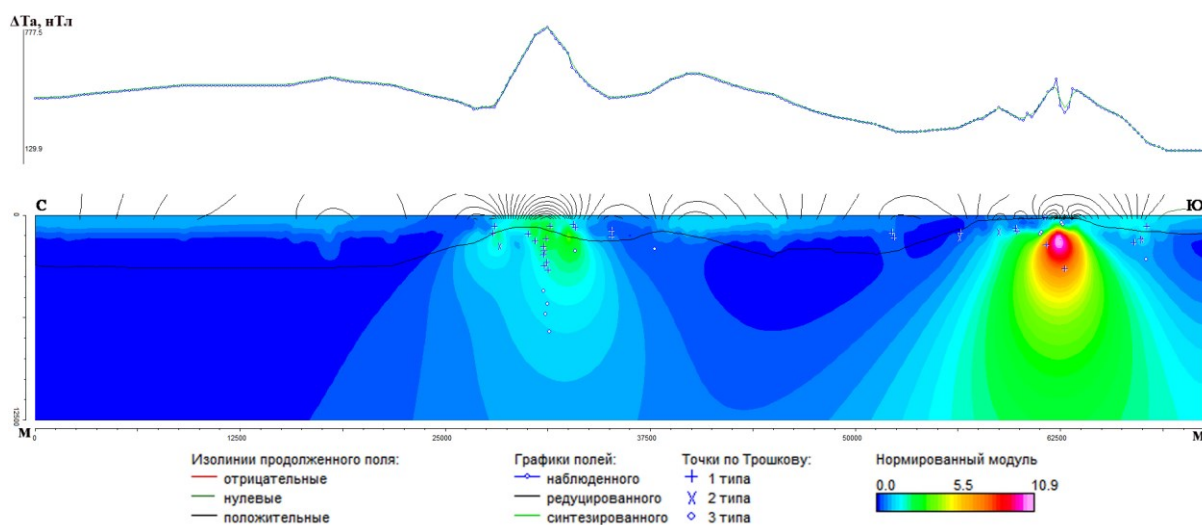 ΔTa, нТл
777.5
129.9
С
Ю
0
12500
М
0
12500
25000
37500
50000
62500
М
Изолинии продолженного поля:
отрицательные
нулевые
положительные
Графики полей:
наблюденного
редуцированного
синтезированного
Точки по Трошкову:
1 типа
2 типа
3 типа
Нормированный модуль
0.0 5.5 10.9